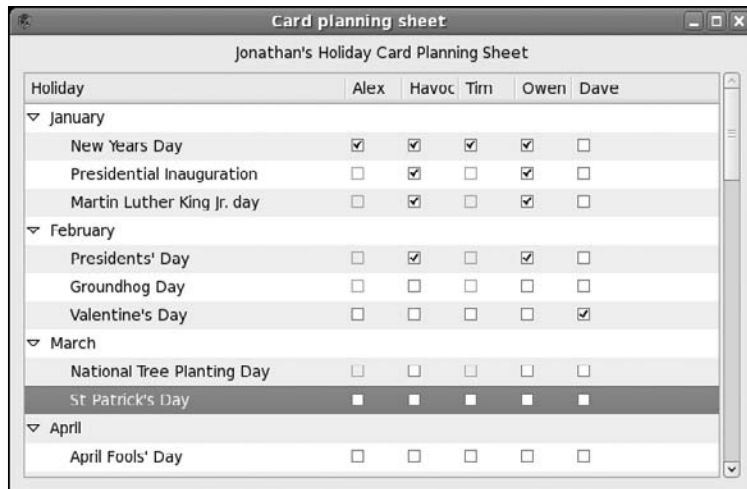 Card planning sheet
Jonathan's Holiday Card Planning Sheet
Holiday Alex Havoc Tim Owen Dave
January
New Years Day
Presidential Inauguration
Martin Luther King Jr. day
February
Presidents' Day
Groundhog Day
Valentine's Day
March
National Tree Planting Day
St Patrick's Day
April
April Fools' Day